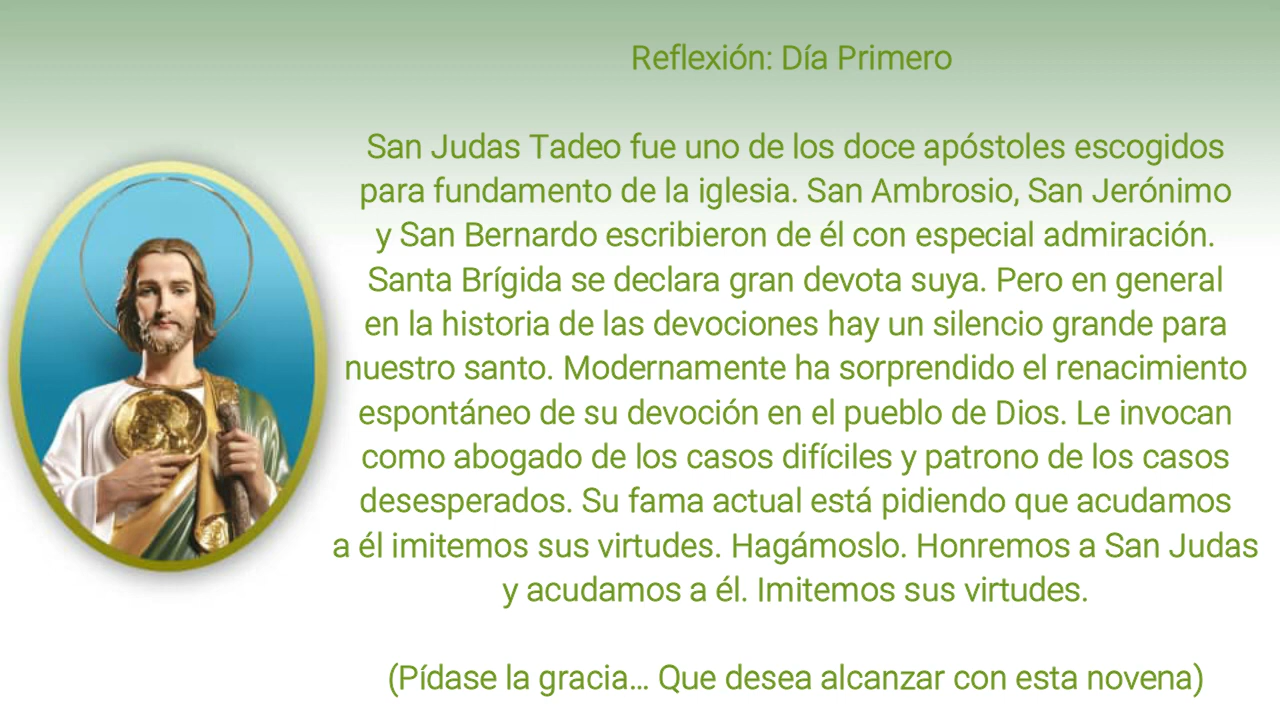 Reflexión: Día Primero
San Judas Tadeo fue uno de los doce apóstoles escogidos
para fundamento de la iglesia. San Ambrosio, San Jerónimo
y San Bernardo escribieron de él con especial admiración.
Santa Brígida se declara gran devota suya. Pero en general
en la historia de las devociones hay un silencio grande para
nuestro santo. Modernamente ha sorprendido el renacimiento
espontáneo de su devoción en el pueblo de Dios. Le invocan
como abogado de los casos difíciles y patrono de los casos
desesperados. Su fama actual está pidiendo que acudamos
a él imitemos sus virtudes. Hagámoslo. Honremos a San Judas
y acudamos a él. Imitemos sus virtudes.
(Pídase la gracia... Que desea alcanzar con esta novena)